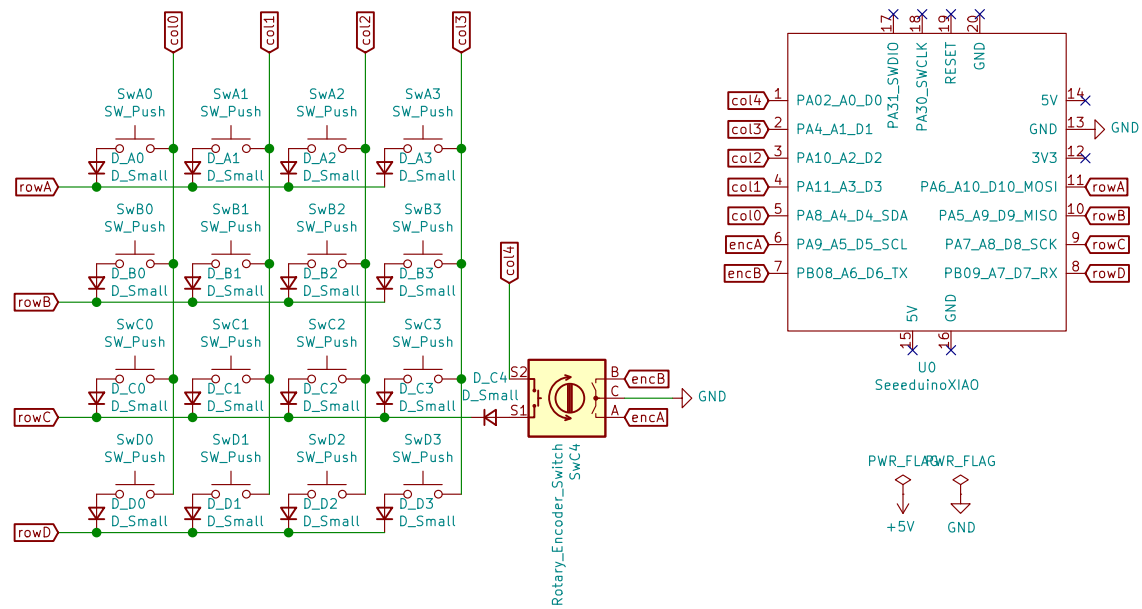 col0
col1
col2
col3
SwA0
SW_Push
SwA1
SW_Push
SwA2
SW_Push
SwA3
SW_Push
D_A0
D_Small
D_A1
D_Small
D_A2
D_Small
D_A3
D_Small
rowA
SwB0
SW_Push
SwB1
SW_Push
SwB2
SW_Push
SwB3
SW_Push
D_B0
D_Small
D_B1
D_Small
D_B2
D_Small
D_B3
D_Small
rowB
SwC0
SW_Push
SwC1
SW_Push
SwC2
SW_Push
SwC3
SW_Push
D_C0
D_Small
D_C1
D_Small
D_C2
D_Small
D_C3
D_Small
rowC
SwD0
SW_Push
SwD1
SW_Push
SwD2
SW_Push
SwD3
SW_Push
D_D0
D_Small
D_D1
D_Small
D_D2
D_Small
D_D3
D_Small
rowD
col4
D_C4
D_Small
S2
S1
B
C
A
encB
GND
encA
Rotary_Encoder_Switch
SwC4
17
18
19
20
PA31_SWDIO
PA30_SWCLK
RESET
GND
col4 1 PA02_A0_D0
col3 2 PA4_A1_D1
col2 3 PA10_A2_D2
col1 4 PA11_A3_D3
col0 5 PA8_A4_D4_SDA
encA 6 PA9_A5_D5_SCL
encB 7 PB08_A6_D6_TX
5V 14
GND 13 GND
3V3 12
PA6_A10_D10_MOSI 11 rowA
PA5_A9_D9_MISO 10 rowB
PA7_A8_D8_SCK 9 rowC
PB09_A7_D7_RX 8 rowD
5V
GND
15
16
U0
SeeeduinoXIAO
PWR_FLAG
PWR_FLAG
+5V
GND